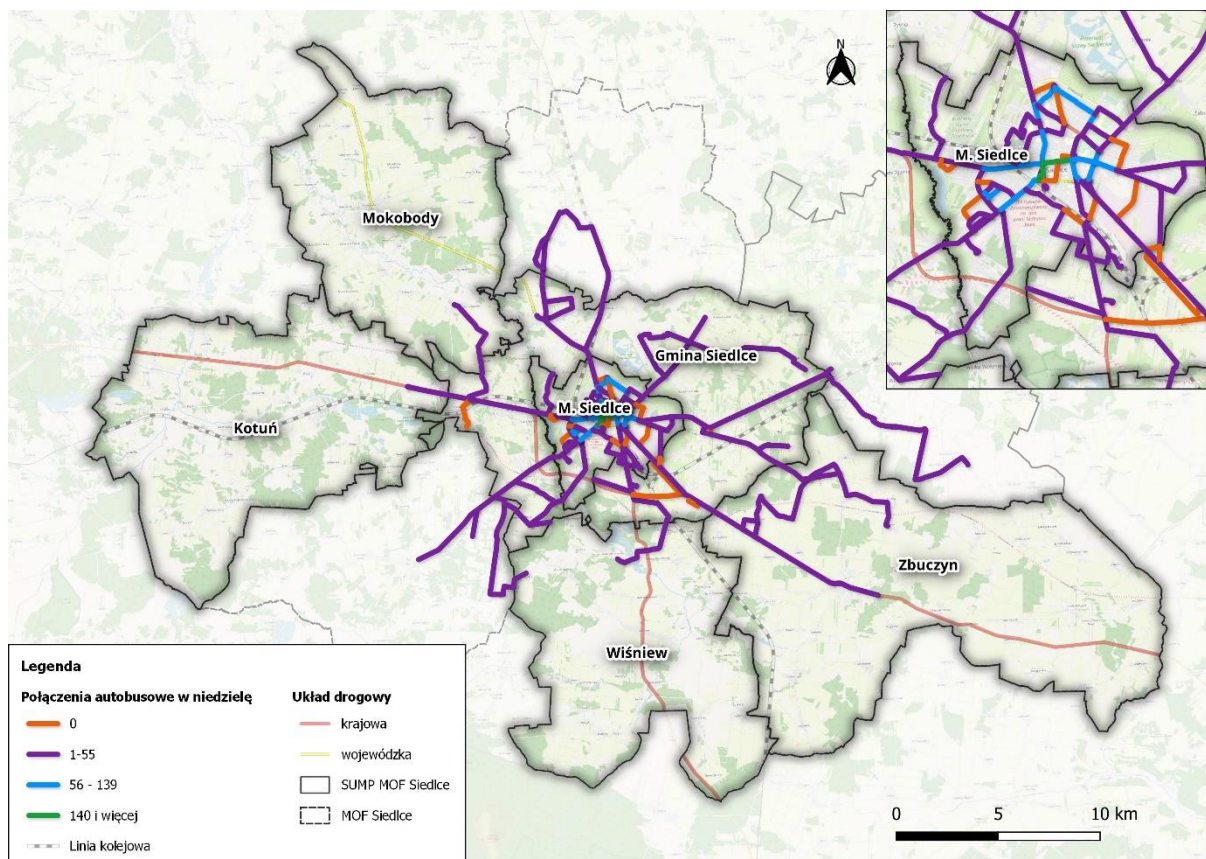 N
M. Siedlce
Mokobody
Gmina Siedlce
M. Siedlce
Kotuń
Zbuczyn
Wiśniew
Legenda
Połączenia autobusowe w niedzielę
0
1-55
56 - 139
140 i więcej
Linia kolejowa
Układ drogowy
krajowa
wojewódzka
SUMP MOF Siedlce
MOF Siedlce
0 5 10 km